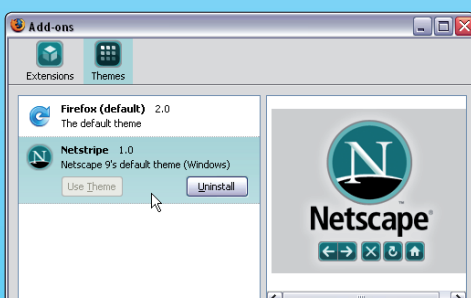 Add-ons
Extensions
Themes
Firefox (default) 2.0
The default theme
Netstripe 1.0
Netscape 9's default theme (Windows)
Use Theme
Uninstall
N
Netscape®